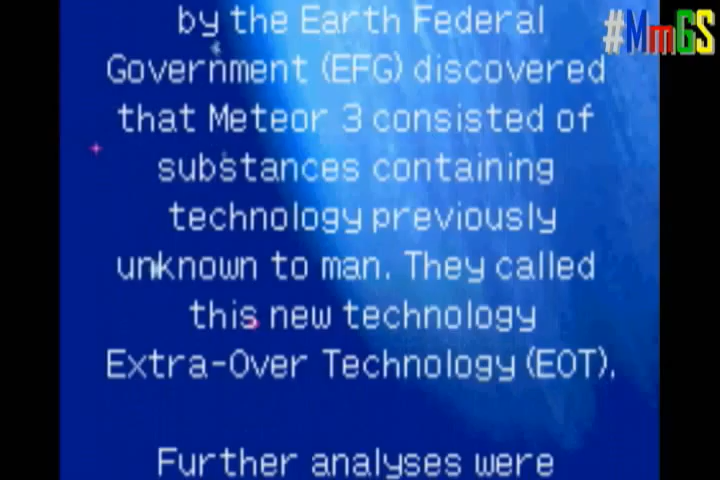 #MmGS
by the Earth Federal
Government (EFG) discovered
that Meteor 3 consisted of
substances containing
technology previously
unknown to man. They called
this new technology
Extra-Over Technology (EOT).
Further analyses were